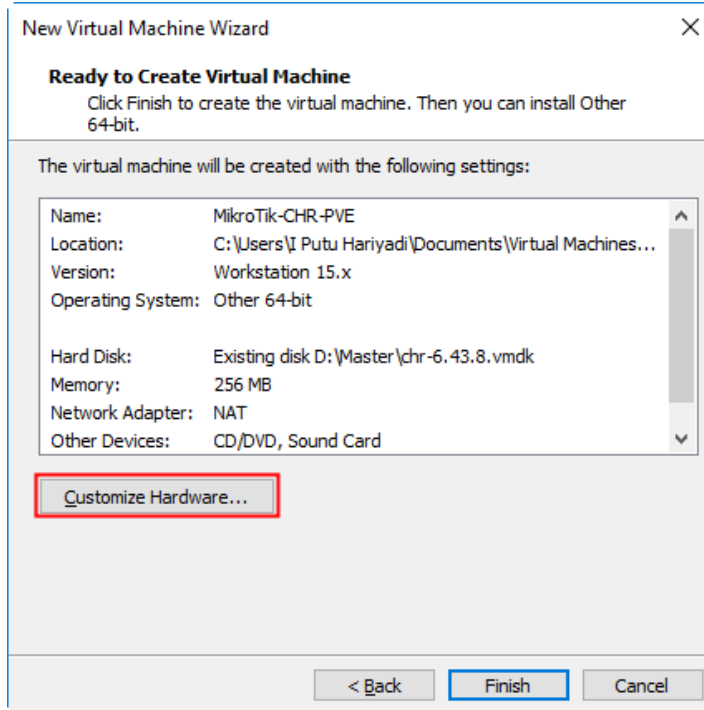 New Virtual Machine Wizard
Ready to Create Virtual Machine
Click Finish to create the virtual machine. Then you can install Other
64-bit.
The virtual machine will be created with the following settings:
Name: MikroTik-CHR-PVE
Location: C:\Users\I Putu Hariyadi\Documents\Virtual Machines...
Version: Workstation 15.x
Operating System: Other 64-bit
Hard Disk: Existing disk D:\Master\chr-6.43.8.vmdk
Memory: 256 MB
Network Adapter: NAT
Other Devices: CD/DVD, Sound Card
Customize Hardware...
< Back Finish Cancel